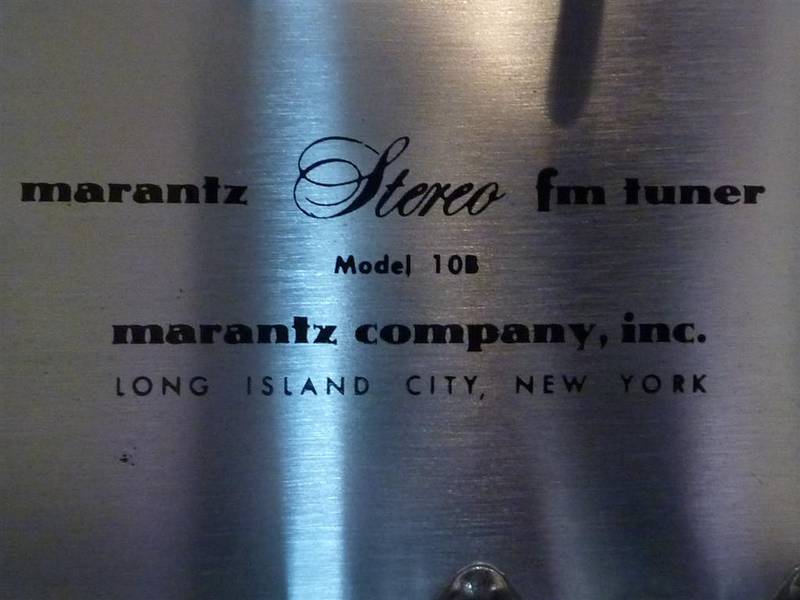 marantz Stereo fm tuner
Model 10B
marantz company, inc.
LONG ISLAND CITY, NEW YORK